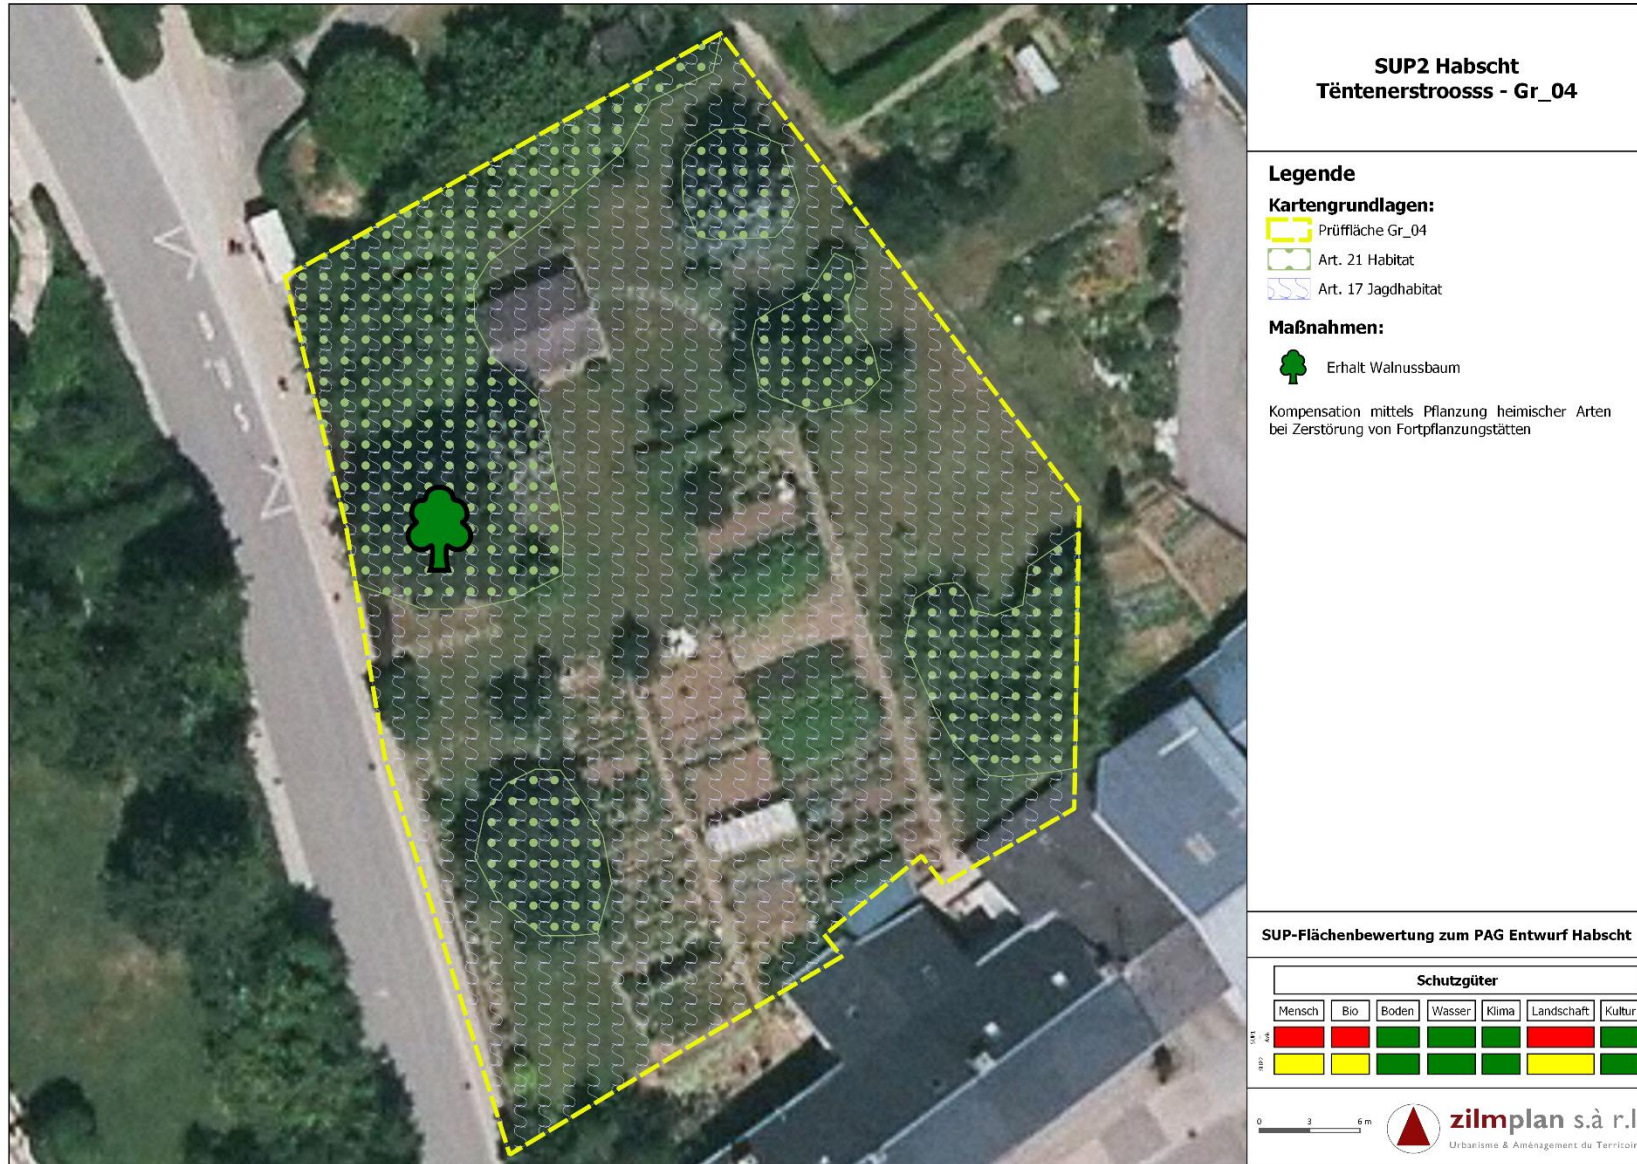 SUP2 Habscht
Tëntenerstroosss - Gr_04
Legende
Kartengrundlagen:
Prüffläche Gr_04
Art. 21 Habitat
Art. 17 Jagdhabitat
Maßnahmen:
Erhalt Walnussbaum
Kompensation mittels Pflanzung heimischer Arten
bei Zerstörung von Fortpflanzungstätten
SUP-Flächenbewertung zum PAG Entwurf Habscht
Schutzgüter
Mensch Bio Boden Wasser Klima Landschaft Kultur
0 3 6 m
zilmplan s.à r.l
Urbanisme & Aménagement du Territoir